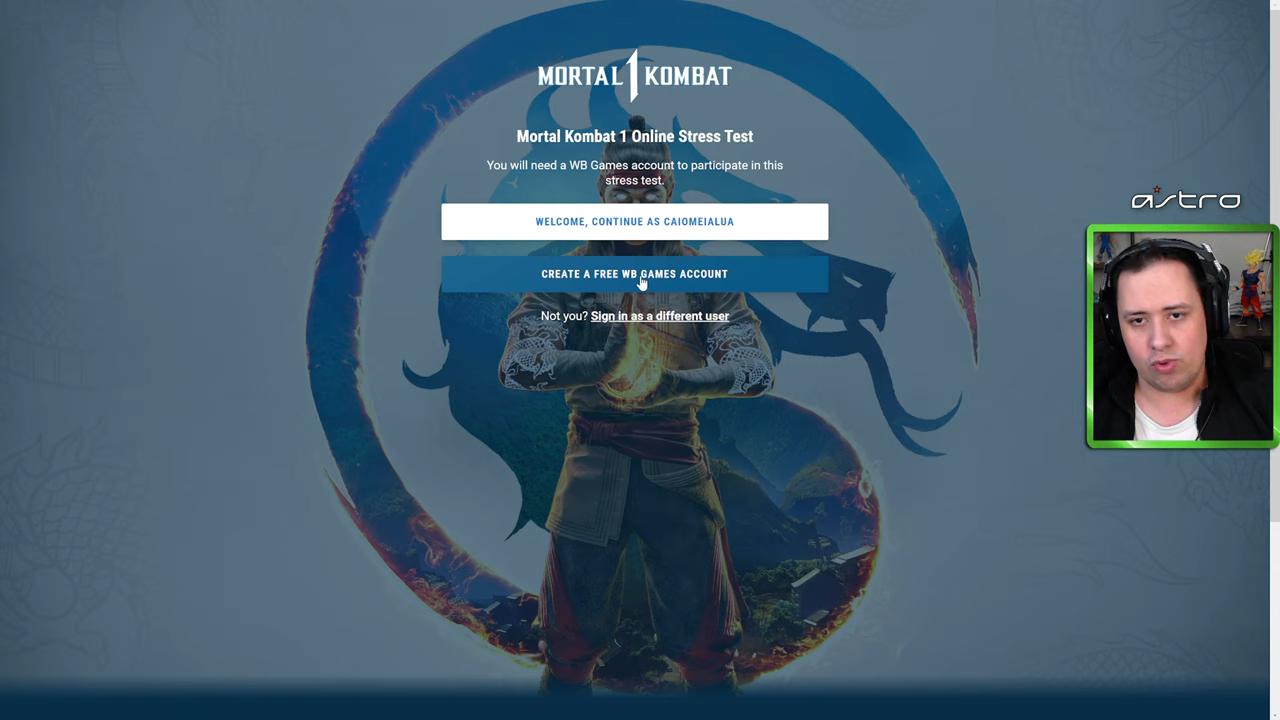 MORTAL 1 KOMBAT
Mortal Kombat 1 Online Stress Test
You will need a WB Games account to participate in this
stress test.
WELCOME, CONTINUE AS CAIOMEIALUA
CREATE A FREE WB GAMES ACCOUNT
Not you? Sign in as a different user
astro